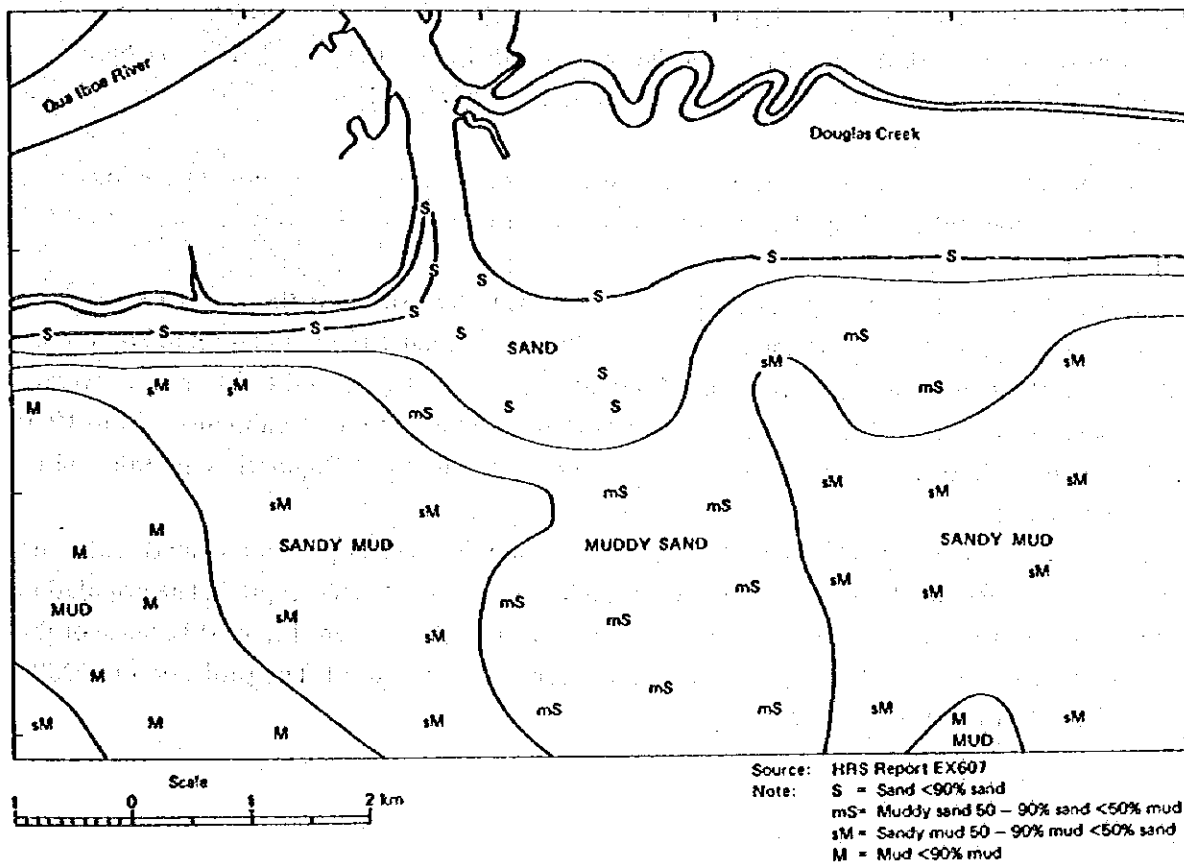 Qua Iboe River
Douglas Creek
S
S
S
S
S
S
S
S
S
S
S
mS
SAND
sM
sM
S
sM
sM
mS
M
mS
S
S
sM
sM
mS
sM
sM
sM
mS
M
SANDY MUD
MUDDY SAND
SANDY MUD
M
sM
sM
mS
sM
M
mS
MUD
sM
mS
sM
M
mS
mS
mS
sM
sM
M
sM
M
sM
M
MUD
Scale
1 0 1 2 km
Source: HRS Report EX607
Note: S = Sand <90% sand
mS = Muddy sand 50 – 90% sand <50% mud
sM = Sandy mud 50 – 90% mud <50% sand
M = Mud <90% mud